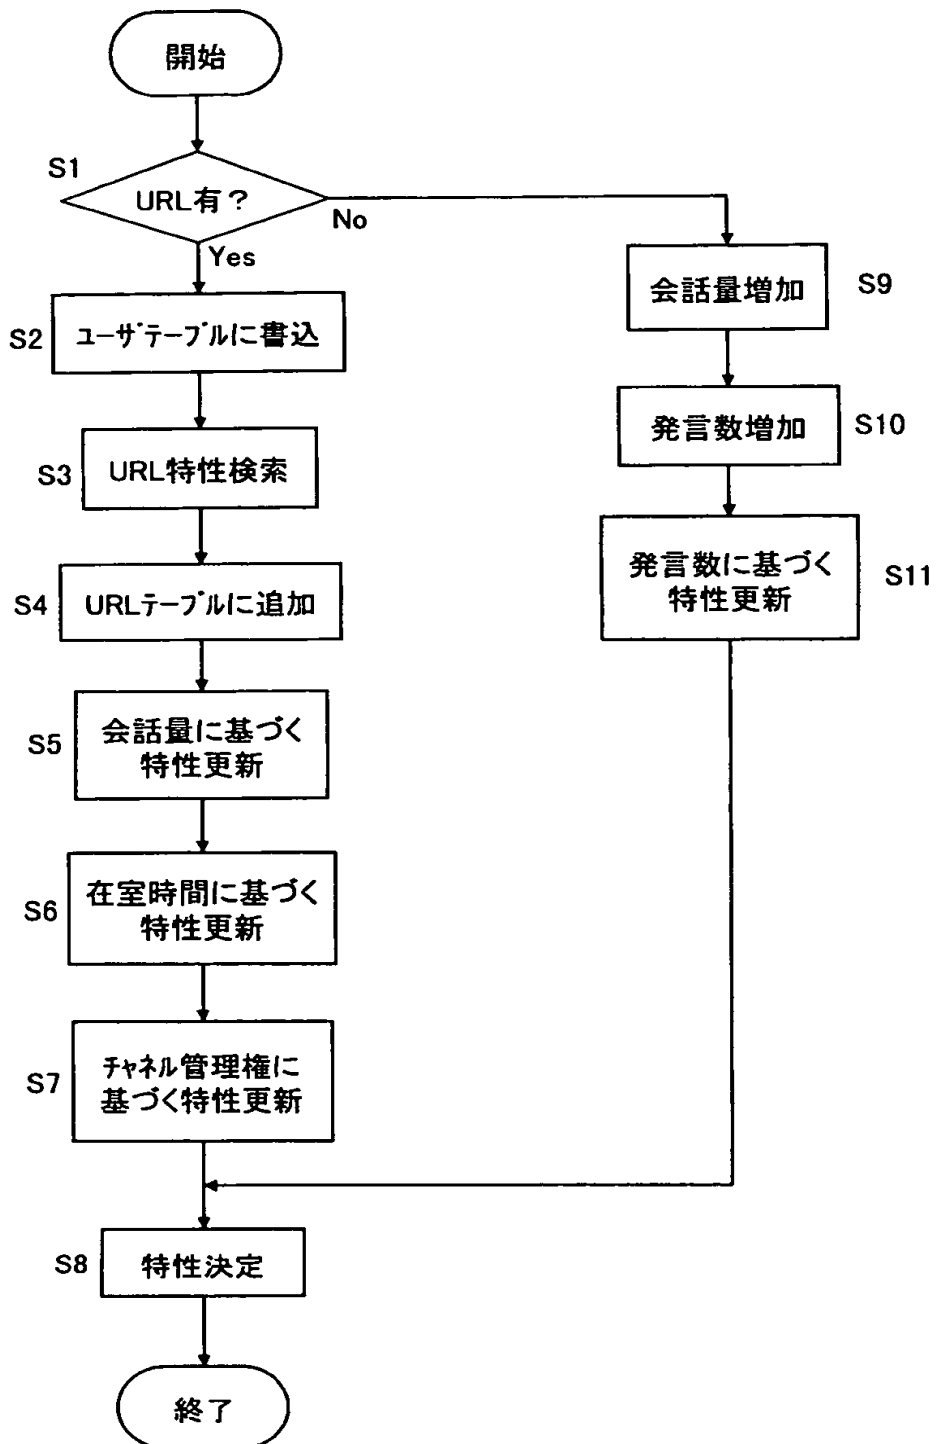 開始
S1
URL有？
No
Yes
S2
ﾕｰｻﾞﾃｰﾌﾞﾙに書込
S3
URL特性検索
S4
URLﾃｰﾌﾞﾙに追加
S5
会話量に基づく
特性更新
S6
在室時間に基づく
特性更新
S7
ﾁｬﾈﾙ管理権に
基づく特性更新
S8
特性決定
終了
会話量増加
S9
発言数増加
S10
発言数に基づく
特性更新
S11